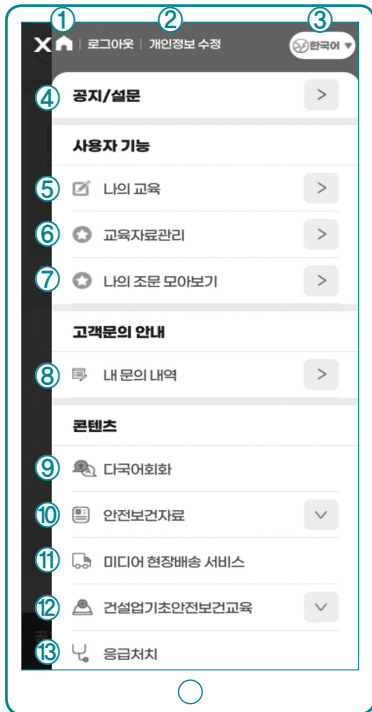 ① ② ③
X 로그아웃 | 개인정보 수정 한국어 ▼
④ 공지/설문 >
사용자 기능
⑤ 나의 교육 >
⑥ 교육자료관리 >
⑦ 나의 조문 모아보기 >
고객문의 안내
⑧ 내 문의 내역 >
콘텐츠
⑨ 다국어회화
⑩ 안전보건자료
⑪ 미디어 현장배송 서비스
⑫ 건설업기초안전보건교육
⑬ 응급처치